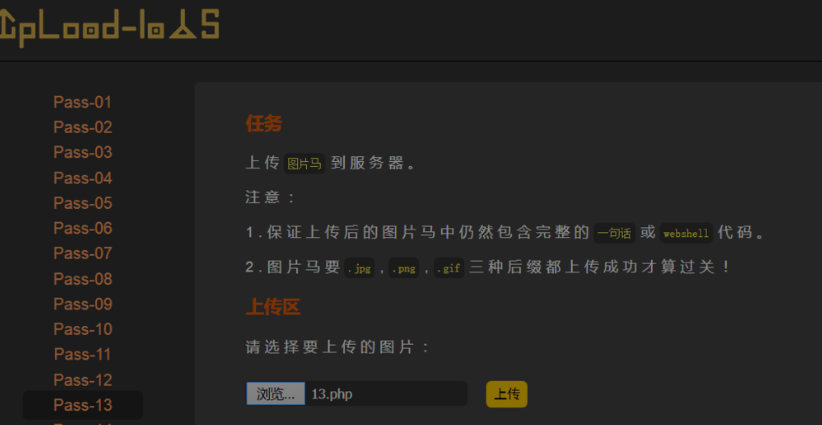 UpLoad-labS
Pass-01
Pass-02
Pass-03
Pass-04
Pass-05
Pass-06
Pass-07
Pass-08
Pass-09
Pass-10
Pass-11
Pass-12
Pass-13
任务
上传 图片马 到服务器。
注意：
1.保证上传后的图片马中仍然包含完整的 一句话 或 webshell 代码。
2.图片马要 .jpg , .png , .gif 三种后缀都上传成功才算过关！
上传区
请选择要上传的图片：
浏览... 13.php 上传